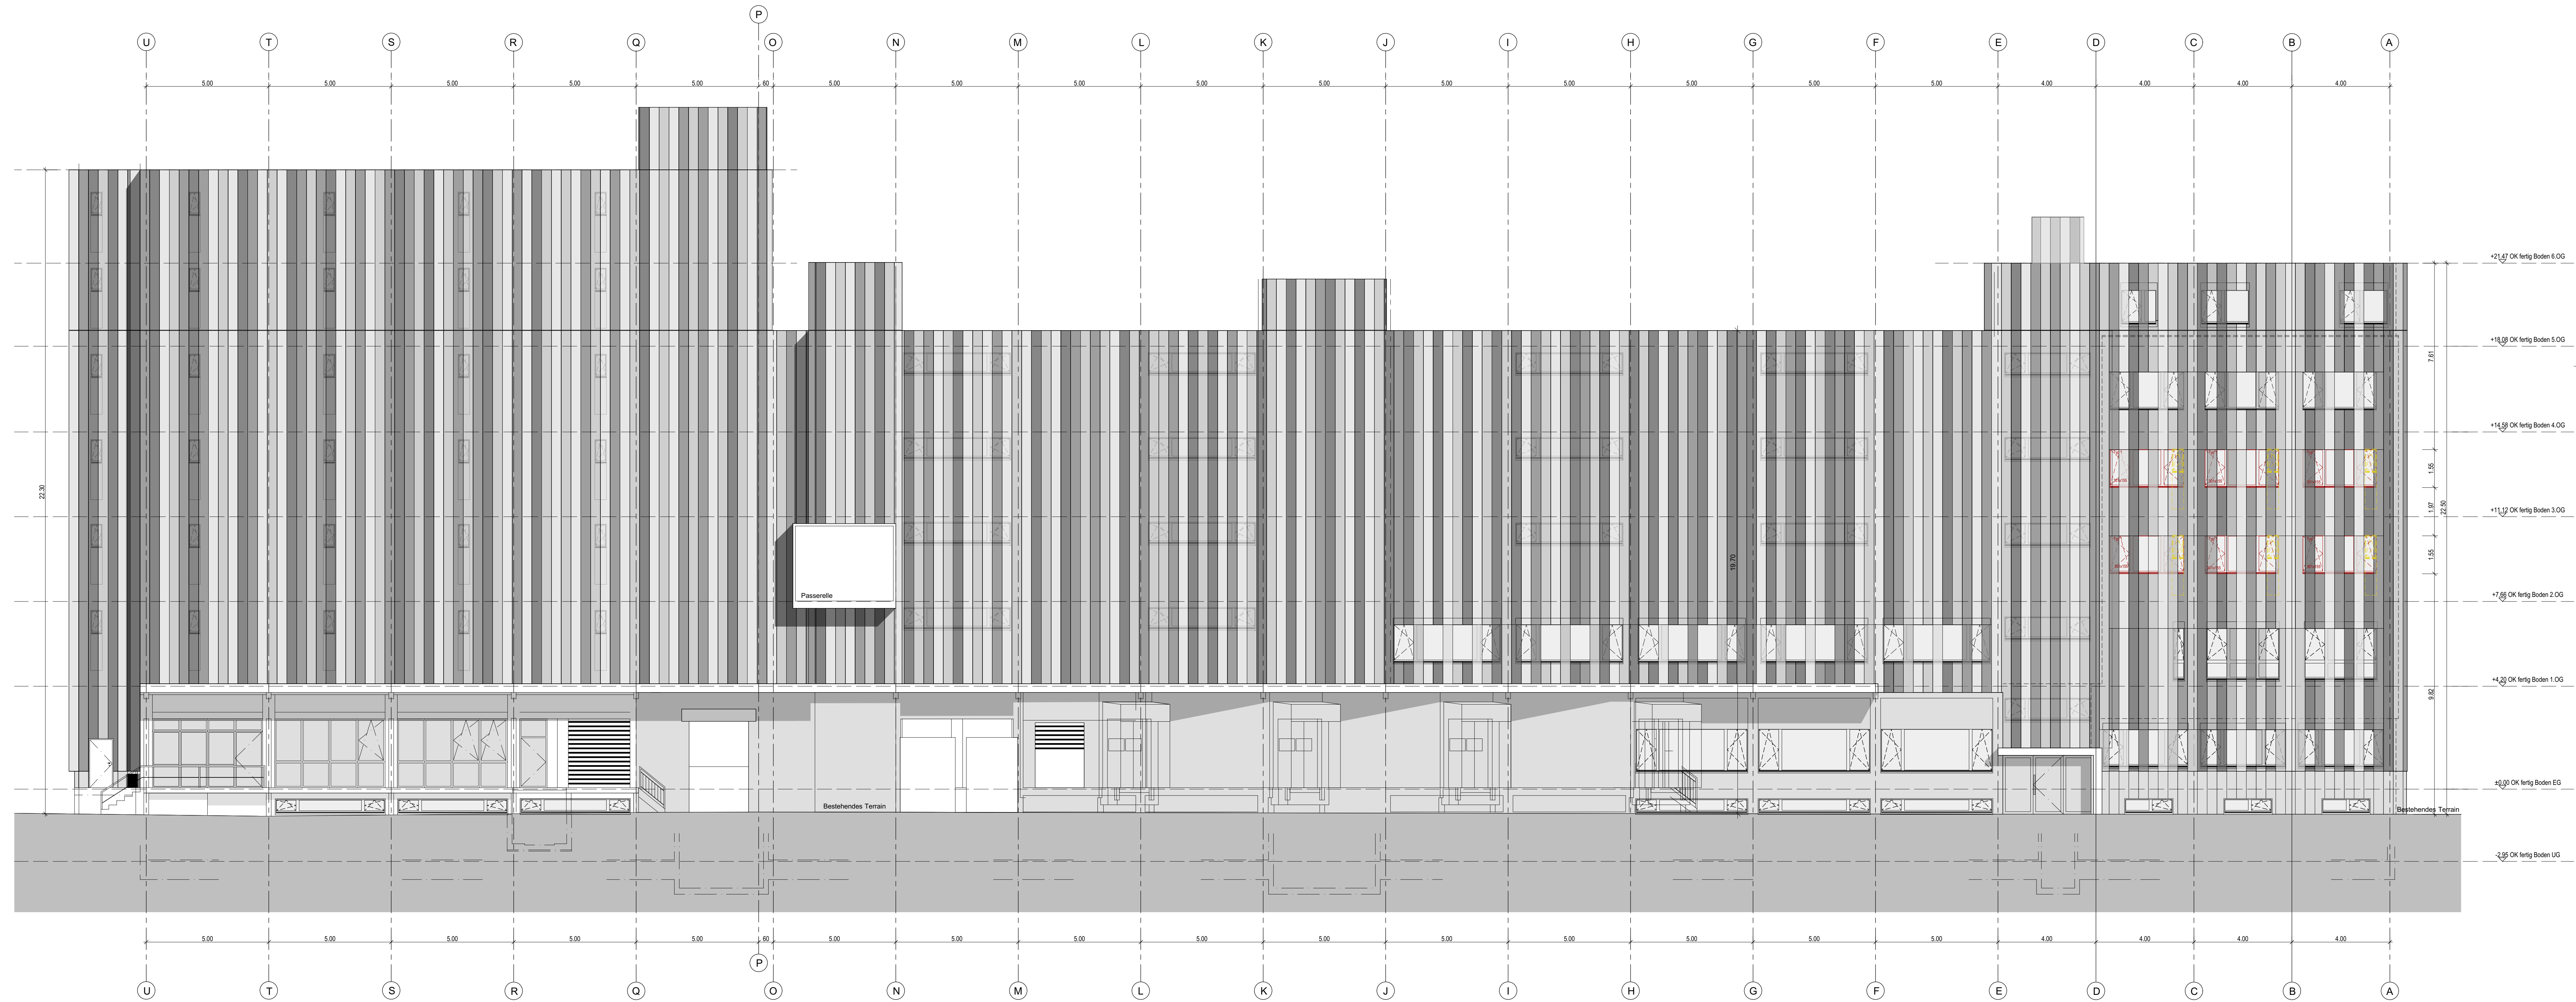 P
U T S R Q O N M L K J I H G F E D C B A
5.00 5.00 5.00 5.00 5.00 60 5.00 5.00 5.00 5.00 5.00 5.00 5.00 5.00 5.00 5.00 4.00 4.00 4.00 4.00
+21.47 OK fertig Boden 6.OG
+18.08 OK fertig Boden 5.OG
7.61
+14.58 OK fertig Boden 4.OG
1.55
22.30
1.97
22.50
+11.12 OK fertig Boden 3.OG
19.70
1.55
Passerelle
+7.66 OK fertig Boden 2.OG
+4.20 OK fertig Boden 1.OG
9.82
±0.00 OK fertig Boden EG
Bestehendes Terrain
Bestehendes Terrain
-2.95 OK fertig Boden UG
5.00 5.00 5.00 5.00 5.00 60 5.00 5.00 5.00 5.00 5.00 5.00 5.00 5.00 5.00 5.00 4.00 4.00 4.00 4.00
P
U T S R Q O N M L K J I H G F E D C B A